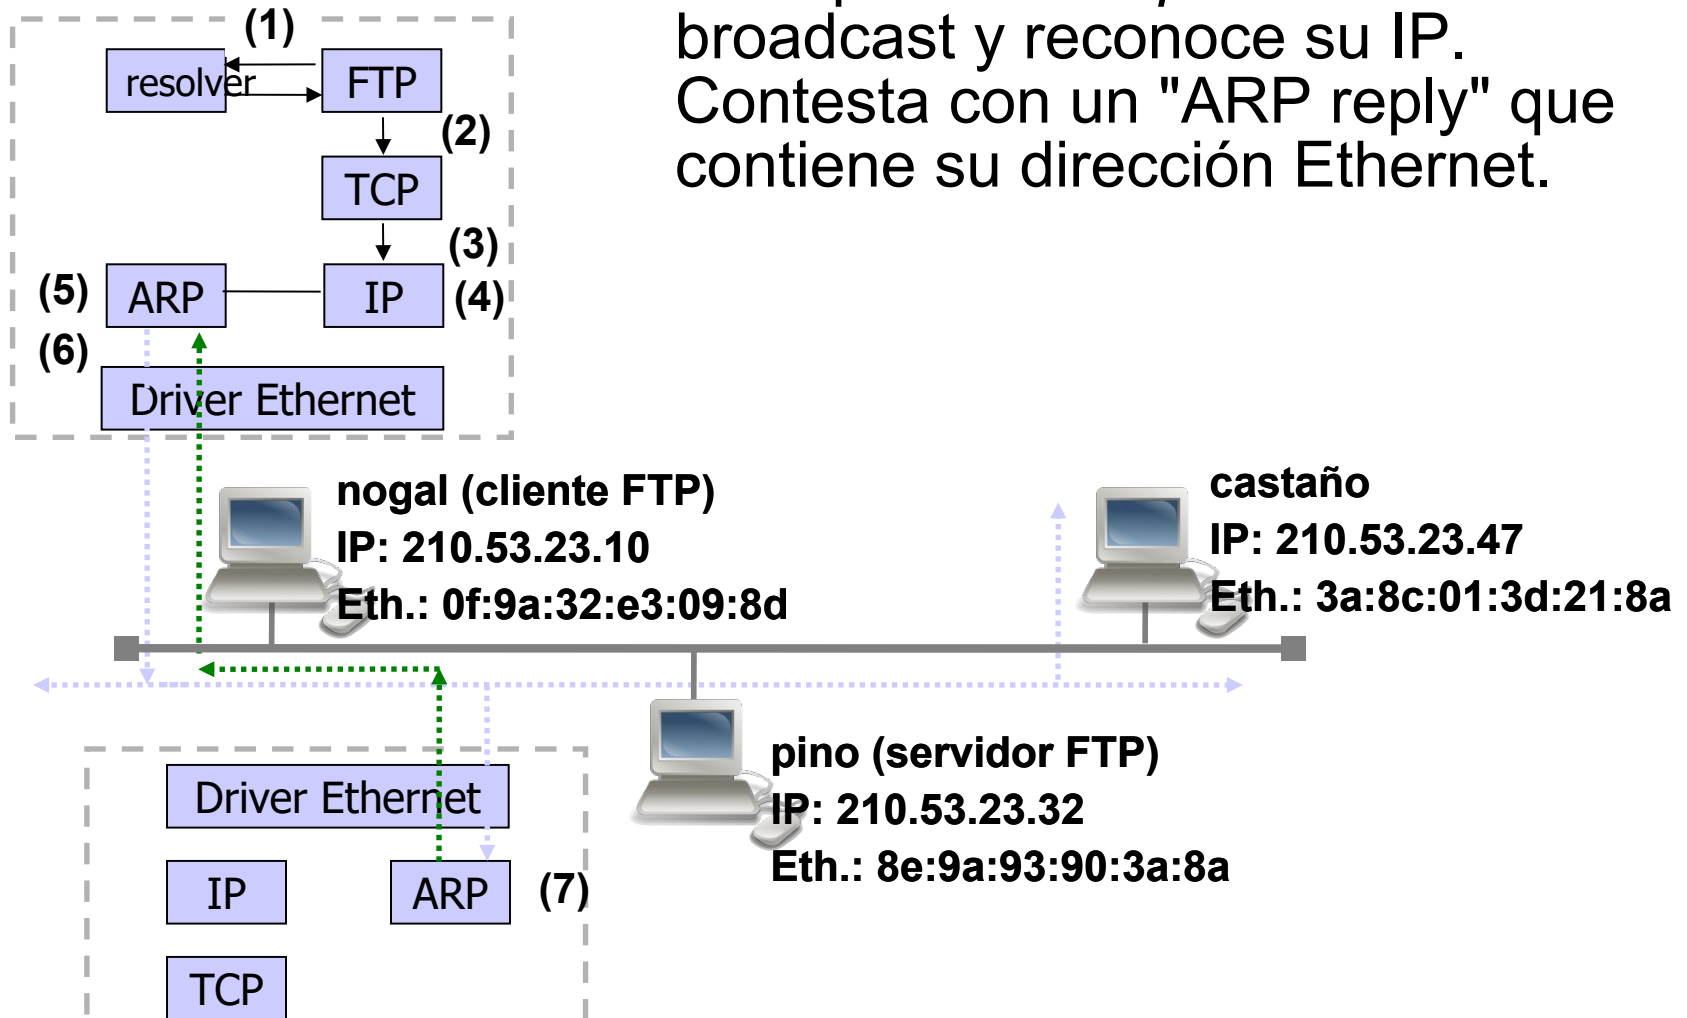 broadcast y reconoce su IP.
Contesta con un "ARP reply" que
contiene su dirección Ethernet.
(1)
resolver
FTP
(2)
TCP
(3)
(5)
ARP
IP
(4)
(6)
Driver Ethernet
nogal (cliente FTP)
IP: 210.53.23.10
Eth.: 0f:9a:32:e3:09:8d
castaño
IP: 210.53.23.47
Eth.: 3a:8c:01:3d:21:8a
pino (servidor FTP)
IP: 210.53.23.32
Eth.: 8e:9a:93:90:3a:8a
Driver Ethernet
IP
ARP
(7)
TCP